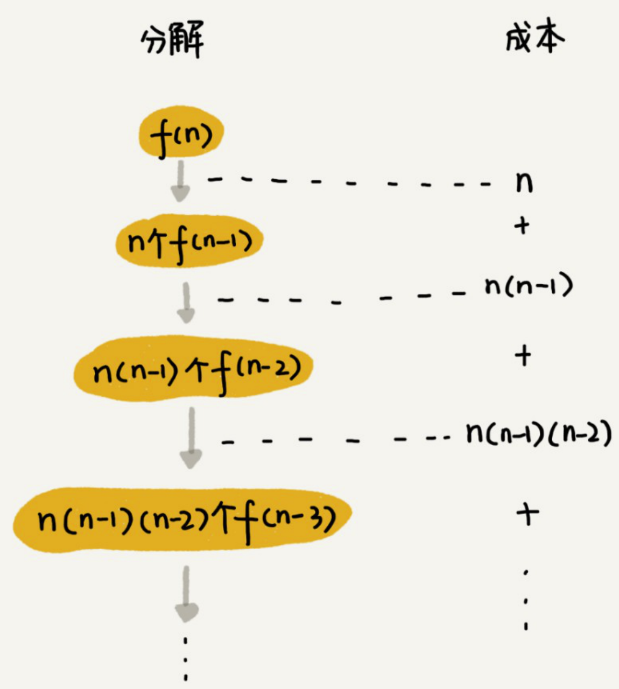 分解 成本
f(n)
n
+
n个f(n-1)
n(n-1)
+
n(n-1)个f(n-2)
n(n-1)(n-2)
+
n(n-1)(n-2)个f(n-3)